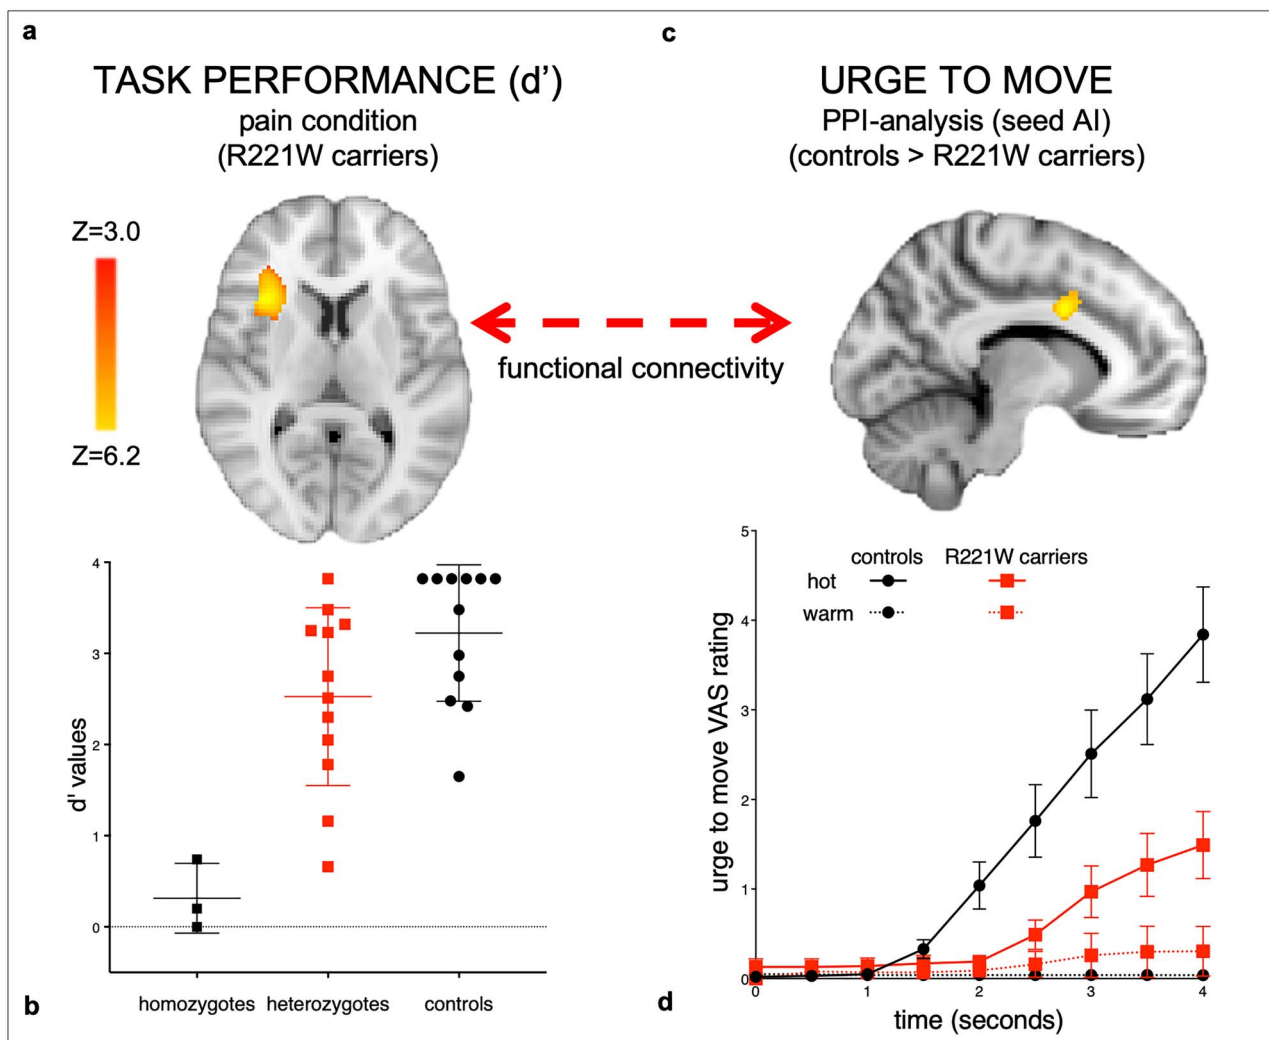 a
TASK PERFORMANCE (d’)
pain condition
(R221W carriers)
Z=3.0
Z=6.2
functional connectivity
c
URGE TO MOVE
PPI-analysis (seed AI)
(controls > R221W carriers)
4
3
2
1
0
d' values
homozygotes heterozygotes controls
b
5
4
3
2
1
0
urge to move VAS rating
controls R221W carriers
hot
warm
0 1 2 3 4
time (seconds)
d